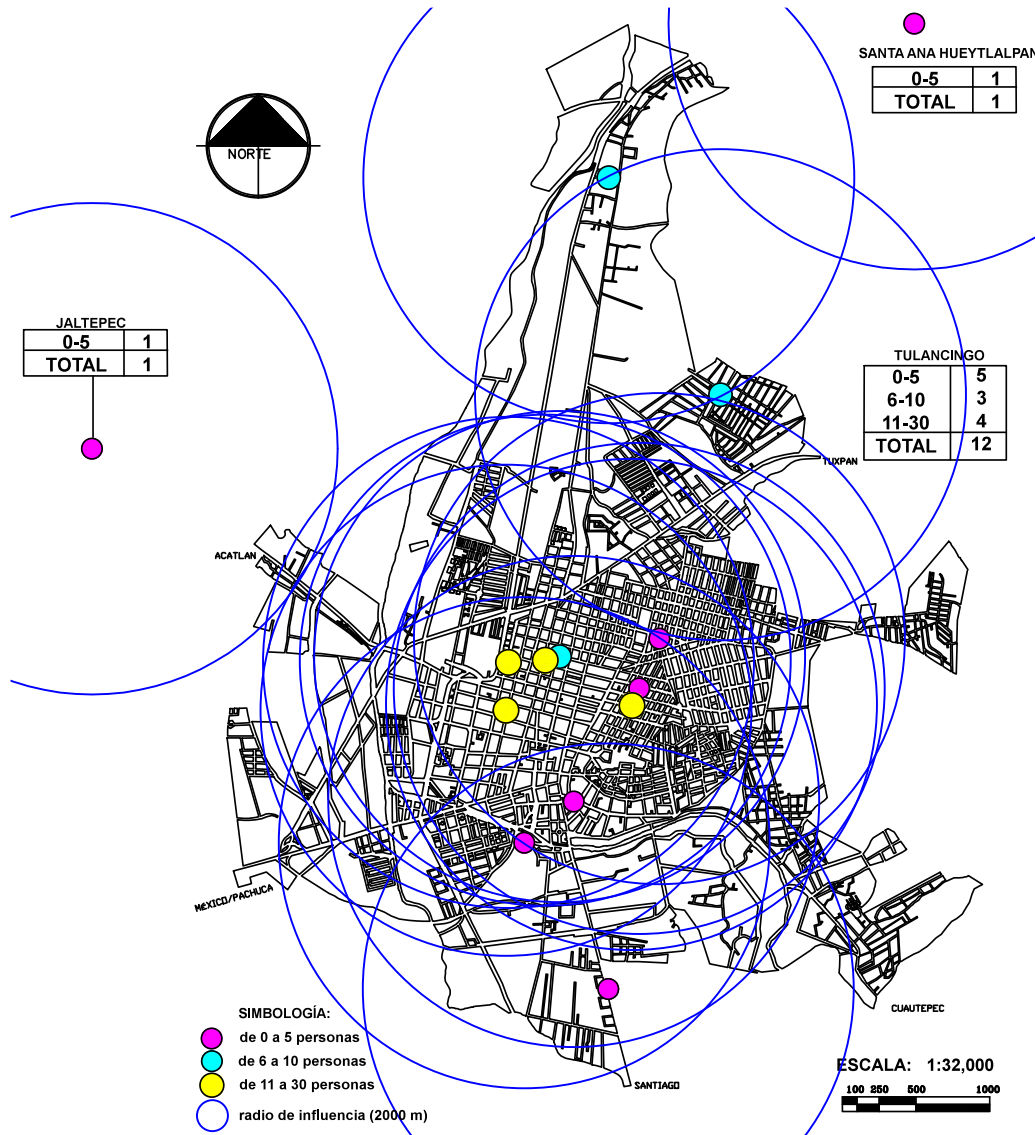 SANTA ANA HUEYTLALPAN
0-5 1
TOTAL 1
NORTE
JALTEPEC
0-5 1
TOTAL 1
TULANCINGO
0-5 5
6-10 3
11-30 4
TOTAL 12
TUXPAN
ACATLAN
MEXICO/PACHUCA
CUAUTEPEC
SANTIAGO
SIMBOLOGÍA:
de 0 a 5 personas
de 6 a 10 personas
de 11 a 30 personas
radio de influencia (2000 m)
ESCALA: 1:32,000
100 250 500 1000